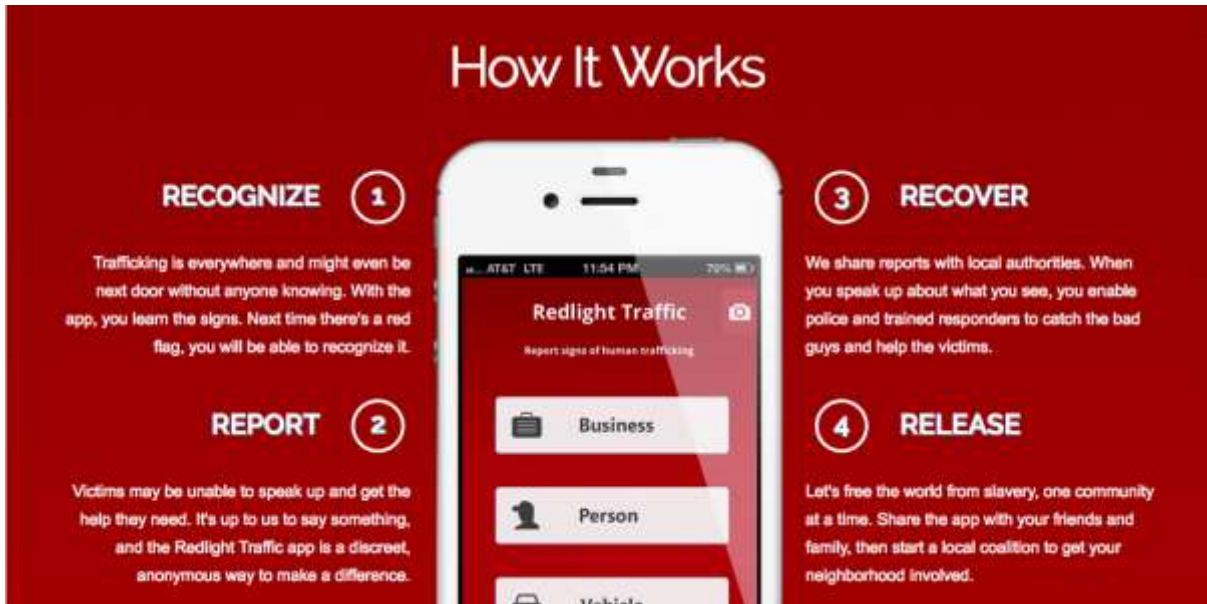 How It Works
RECOGNIZE 1
Trafficking is everywhere and might even be
next door without anyone knowing. With the
app, you learn the signs. Next time there's a red
flag, you will be able to recognize it.
REPORT 2
Victims may be unable to speak up and get the
help they need. It's up to us to say something,
and the Redlight Traffic app is a discreet,
anonymous way to make a difference.
AT&T LTE 11:54 PM 79%
Redlight Traffic
Report signs of human trafficking
Business
Person
Vehicle
3 RECOVER
We share reports with local authorities. When
you speak up about what you see, you enable
police and trained responders to catch the bad
guys and help the victims.
4 RELEASE
Let's free the world from slavery, one community
at a time. Share the app with your friends and
family, then start a local coalition to get your
neighborhood involved.